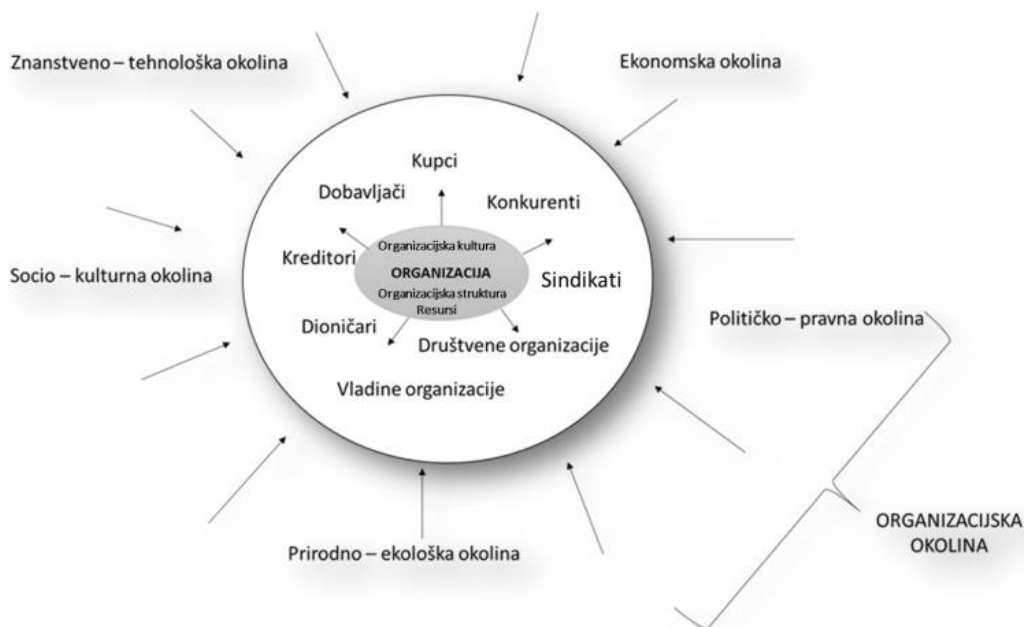 Znanstveno – tehnološka okolina
Ekonomska okolina
Kupci
Dobavljači
Konkurenti
Organizacijska kultura
Kreditori
ORGANIZACIJA
Sindikati
Socio – kulturna okolina
Organizacijska struktura
Resursi
Dioničari
Političko – pravna okolina
Društvene organizacije
Vladine organizacije
ORGANIZACIJSKA
OKOLINA
Prirodno – ekološka okolina